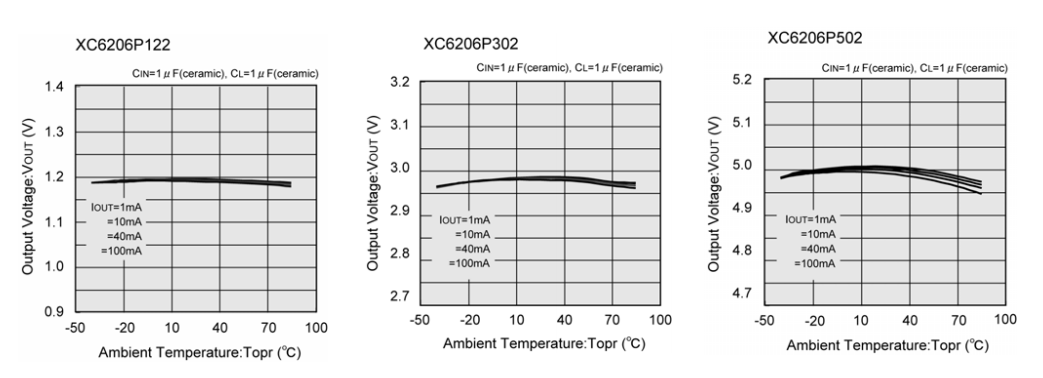 XC6206P122
CIN=1μF(ceramic), CL=1μF(ceramic)
1.4
1.3
1.2
1.1
1.0
0.9
Output Voltage:VOUT (V)
IOUT=1mA
=10mA
=40mA
=100mA
-50 -20 10 40 70 100
Ambient Temperature:Topr (℃)
XC6206P302
CIN=1μF(ceramic), CL=1μF(ceramic)
3.2
3.1
3.0
2.9
2.8
2.7
Output Voltage:VOUT (V)
IOUT=1mA
=10mA
=40mA
=100mA
-50 -20 10 40 70 100
Ambient Temperature:Topr (℃)
XC6206P502
CIN=1μF(ceramic), CL=1μF(ceramic)
5.2
5.1
5.0
4.9
4.8
4.7
Output Voltage:VOUT (V)
IOUT=1mA
=10mA
=40mA
=100mA
-50 -20 10 40 70 100
Ambient Temperature:Topr (℃)